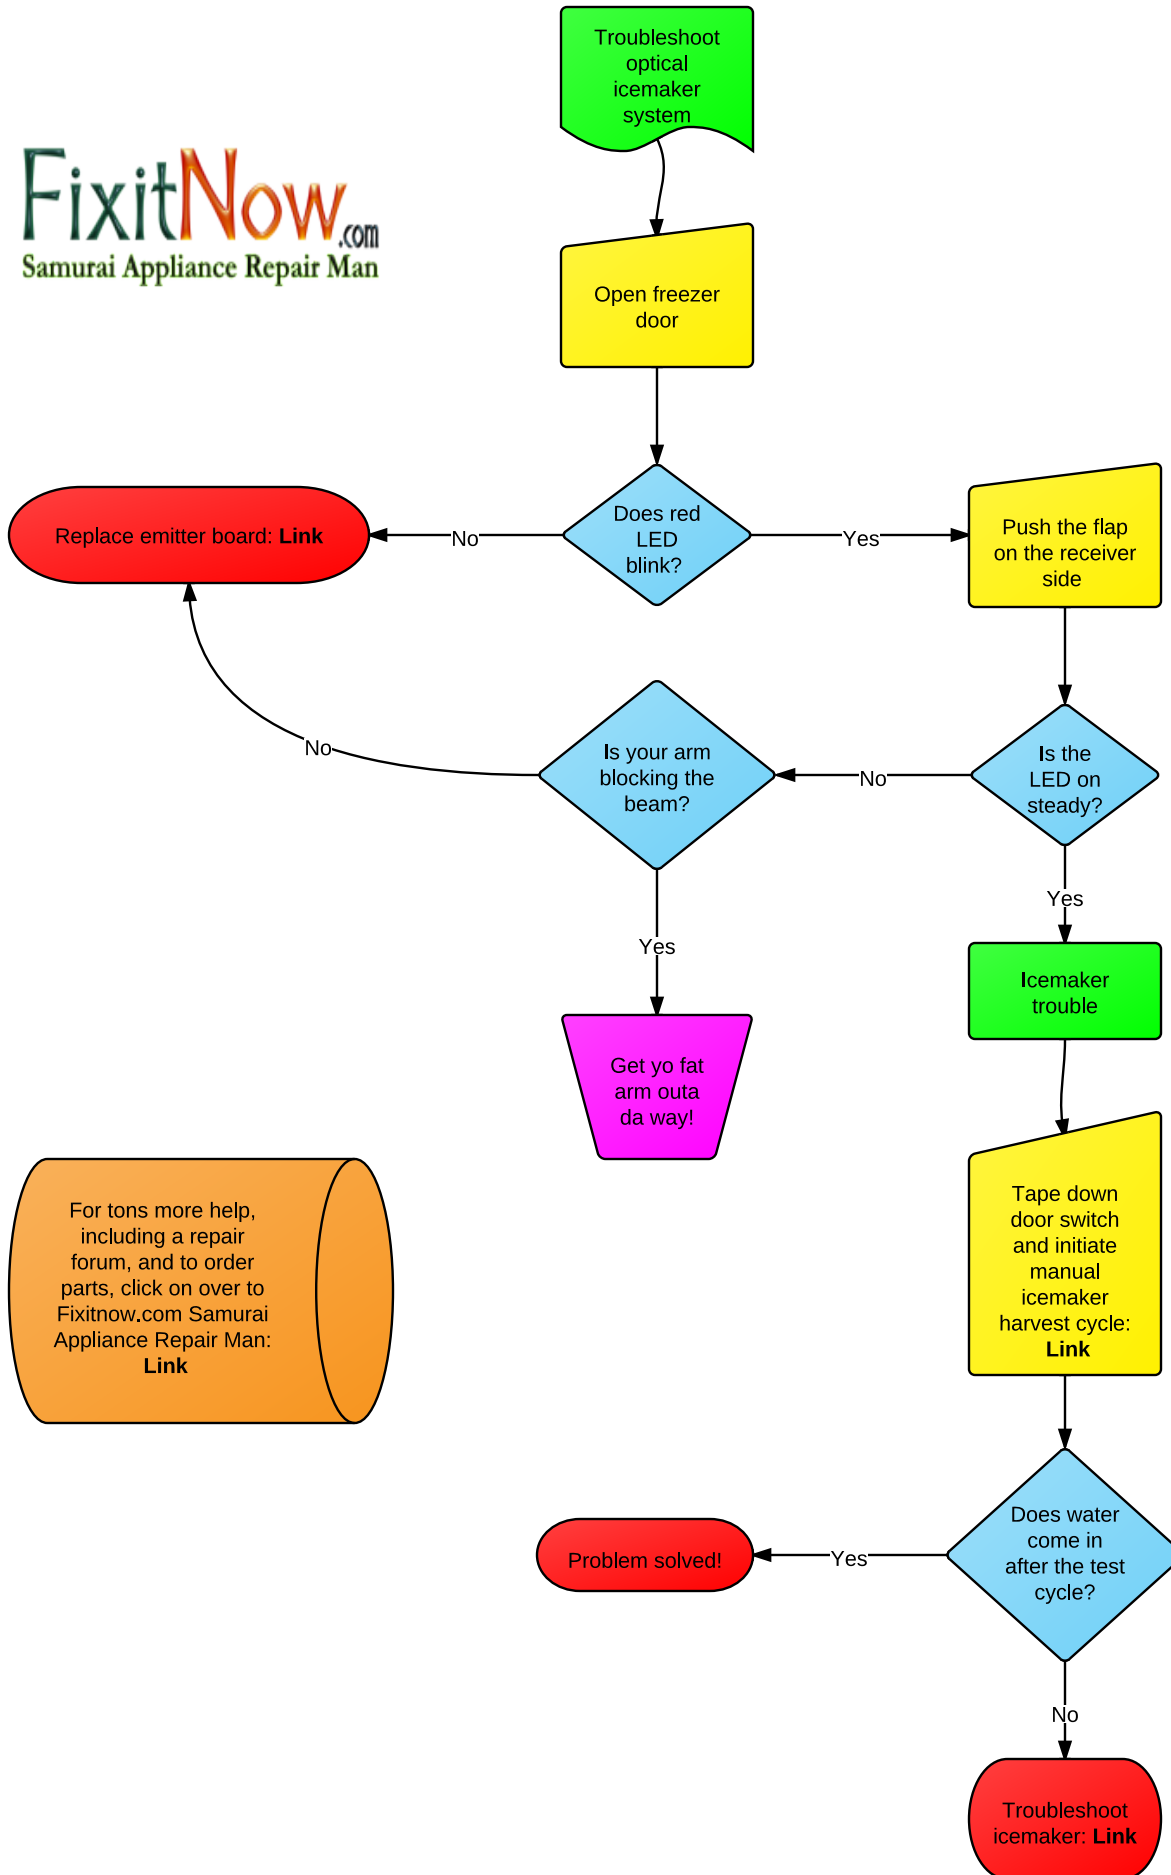 Troubleshoot
optical
icemaker
system
FixitNow.com
Samurai Appliance Repair Man
Open freezer
door
Does red
LED
blink?
No
Replace emitter board: Link
Yes
Push the flap
on the receiver
side
Is the
LED on
steady?
No
Is your arm
blocking the
beam?
No
Yes
Get yo fat
arm outa
da way!
Yes
Icemaker
trouble
Tape down
door switch
and initiate
manual
icemaker
harvest cycle:
Link
For tons more help,
including a repair
forum, and to order
parts, click on over to
Fixitnow.com Samurai
Appliance Repair Man:
Link
Does water
come in
after the test
cycle?
Yes
Problem solved!
No
Troubleshoot
icemaker: Link